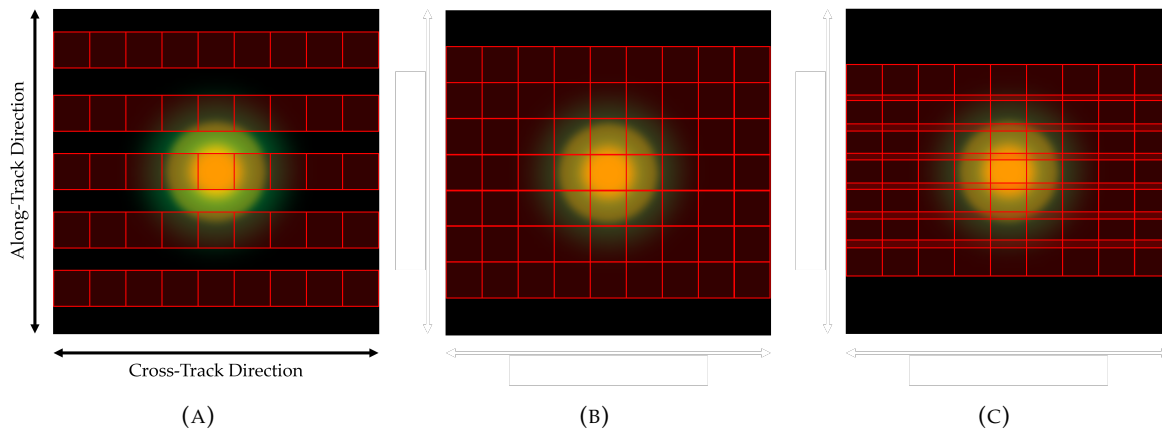 Along-Track Direction
Cross-Track Direction
(A)
(B)
(C)